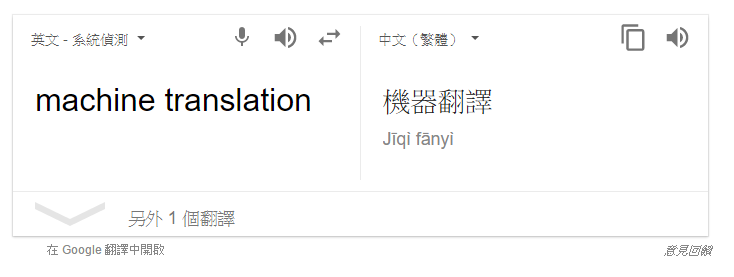 英文 - 系統偵測
中文（繁體）
machine translation
機器翻譯
Jīqì fānyì
另外 1 個翻譯
在 Google 翻譯中開啟
意見回饋